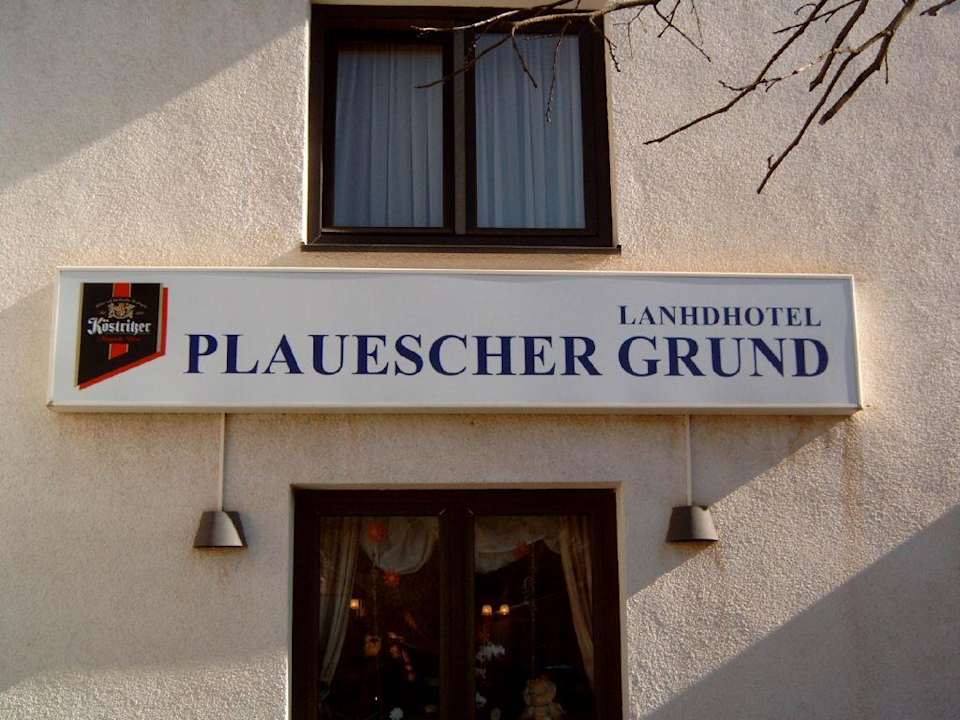 Köstritzer
LANHDHOTEL
PLAUESCHER GRUND